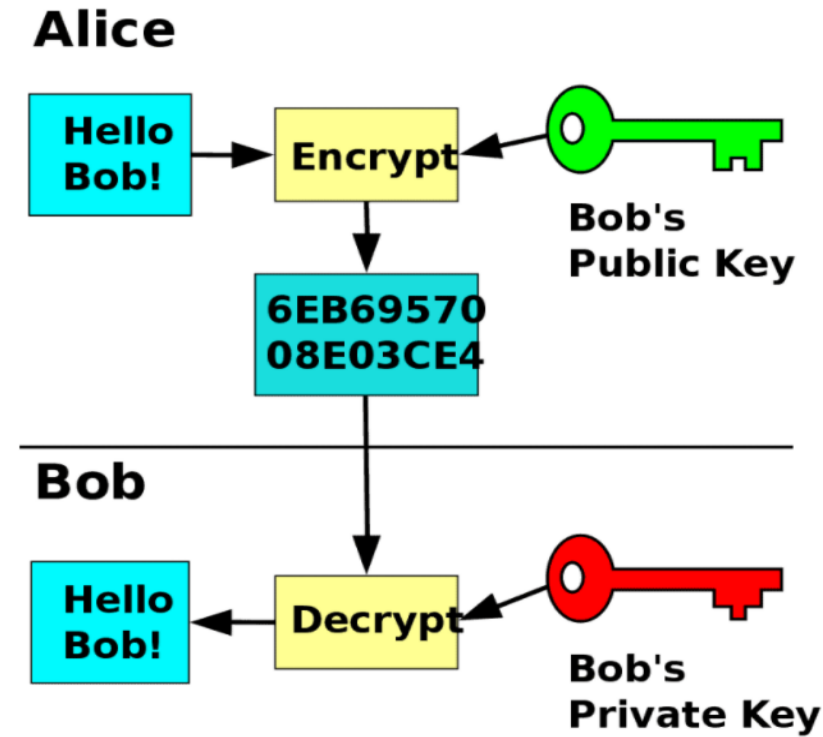 Alice
Hello
Bob!
Encrypt
Bob's
Public Key
6EB69570
08E03CE4
Bob
Hello
Bob!
Decrypt
Bob's
Private Key